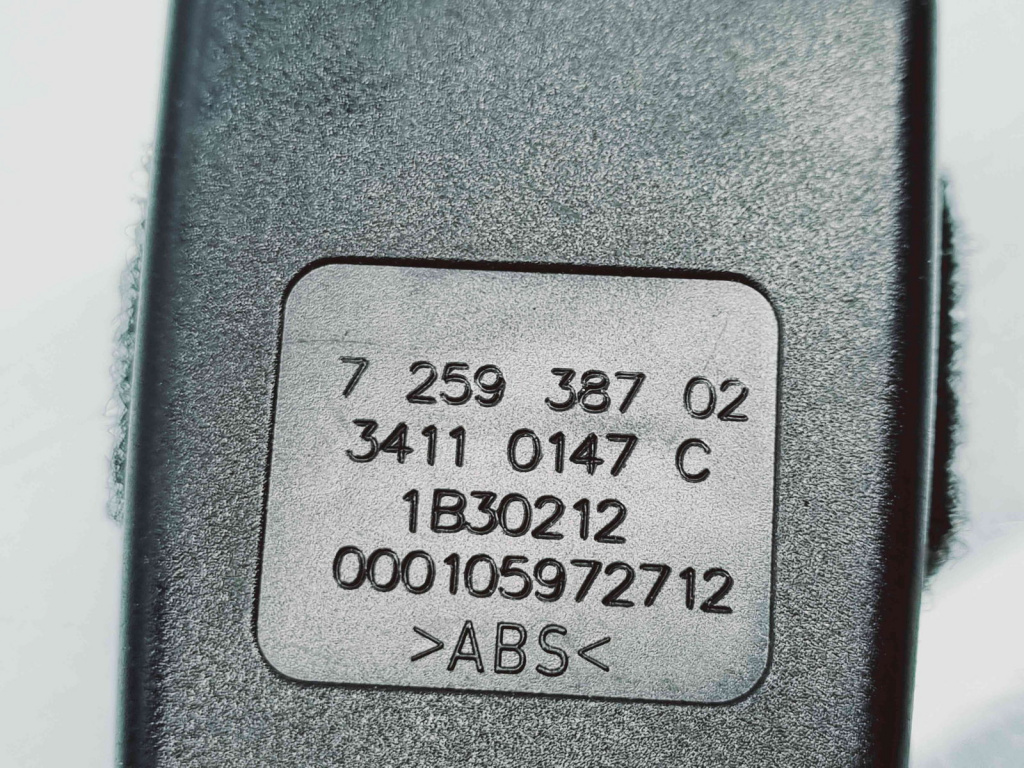 7 259 387 02
3411 0147 C
1B30212
000105972712
>ABS<